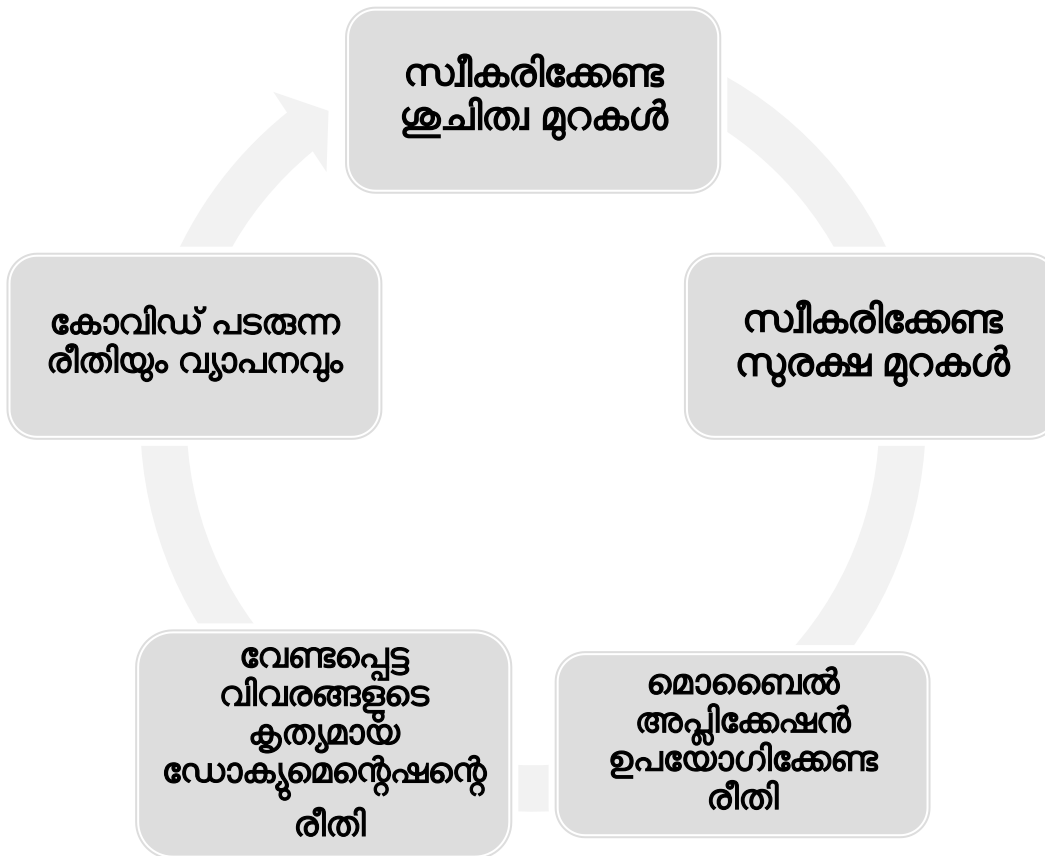 സ്വീകരിക്കേണ്ട
ശുചിത്വ മുറകൾ
സ്വീകരിക്കേണ്ട
സുരക്ഷ മുറകൾ
മൊബൈൽ
അപ്ലിക്കേഷൻ
ഉപയോഗിക്കേണ്ട
രീതി
വേണ്ടപ്പെട്ട
വിവരങ്ങളുടെ
കൃത്യമായ്
ഡോക്യുമെന്റെഷന്റെ
രീതി
കോവിഡ് പടരുന്ന
രീതിയും വ്യാപനവും